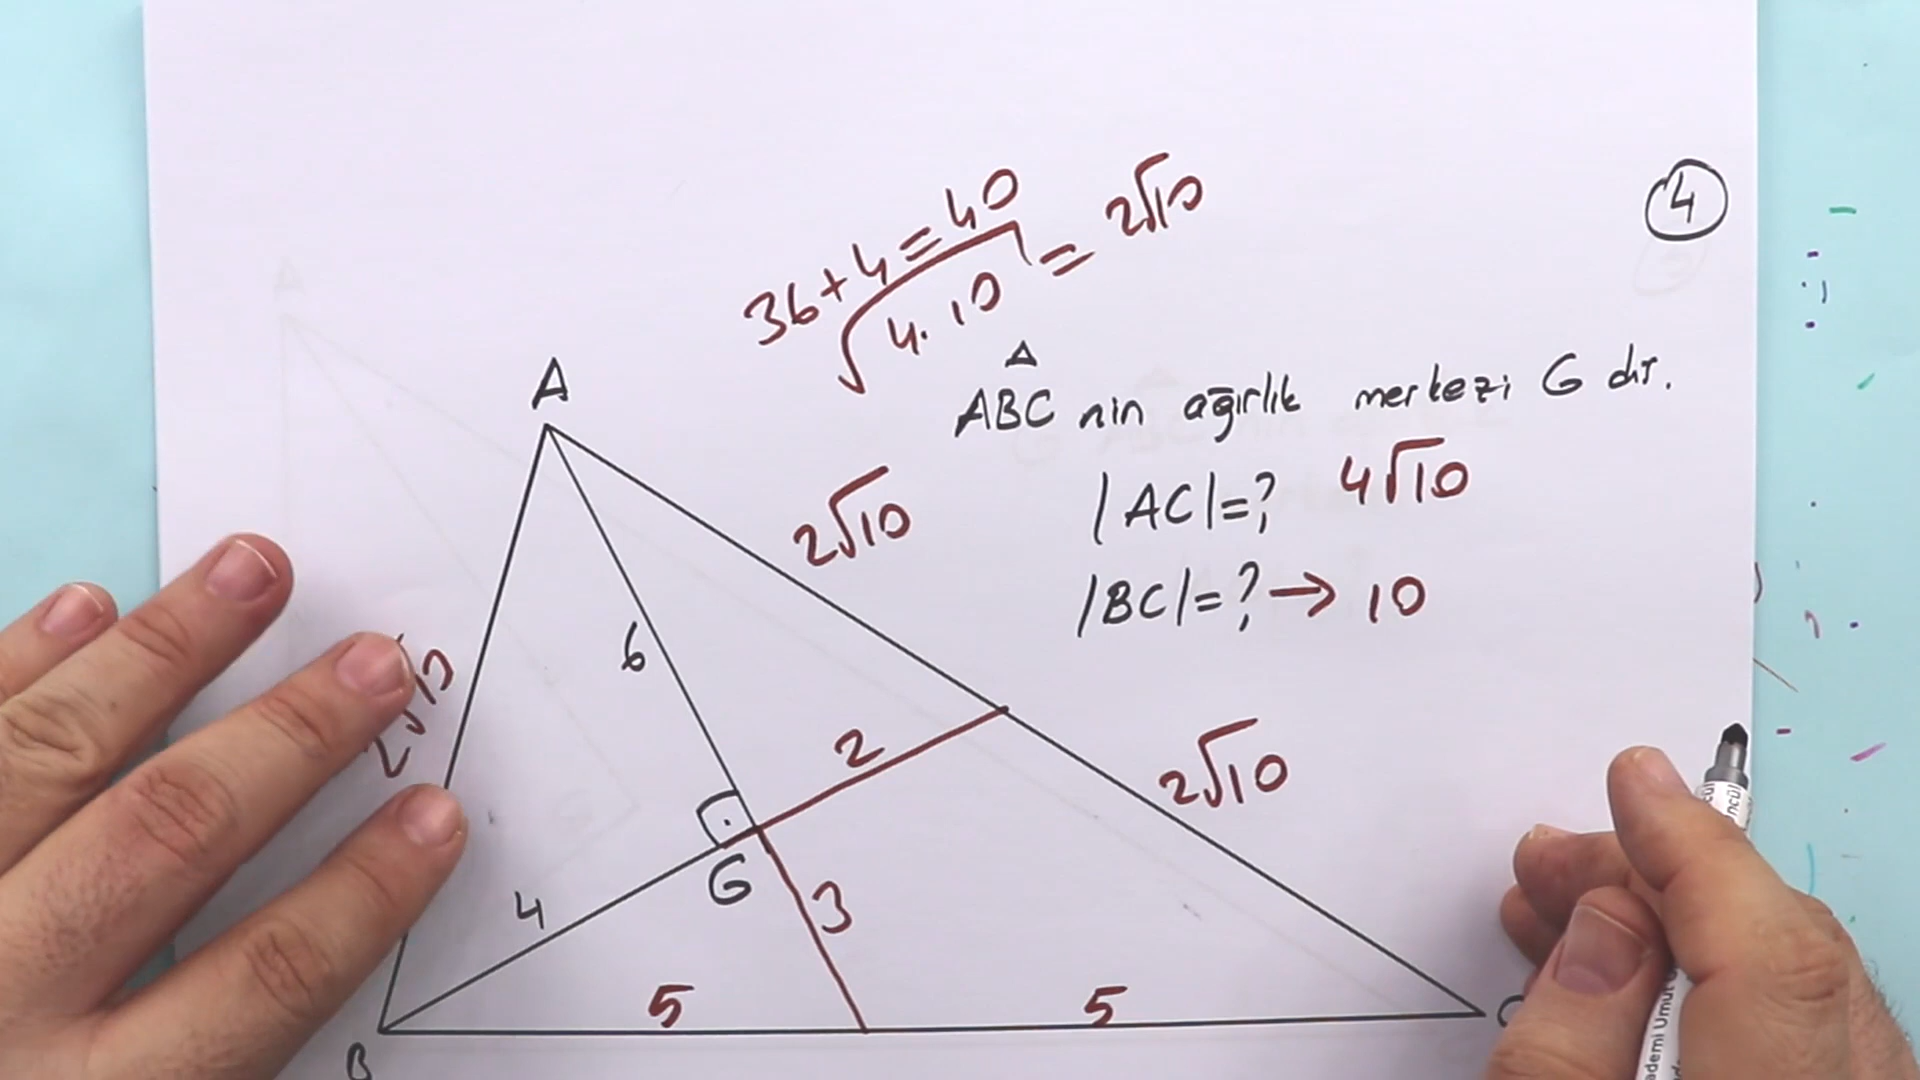 36+4=40
√4.10 = 2√10
4
A
ABC nin ağırlık merkezi G dir.
|AC|=? 4√10
|BC|=? → 10
2√10
6
2√10
2
2√10
G
4
3
5
5
B